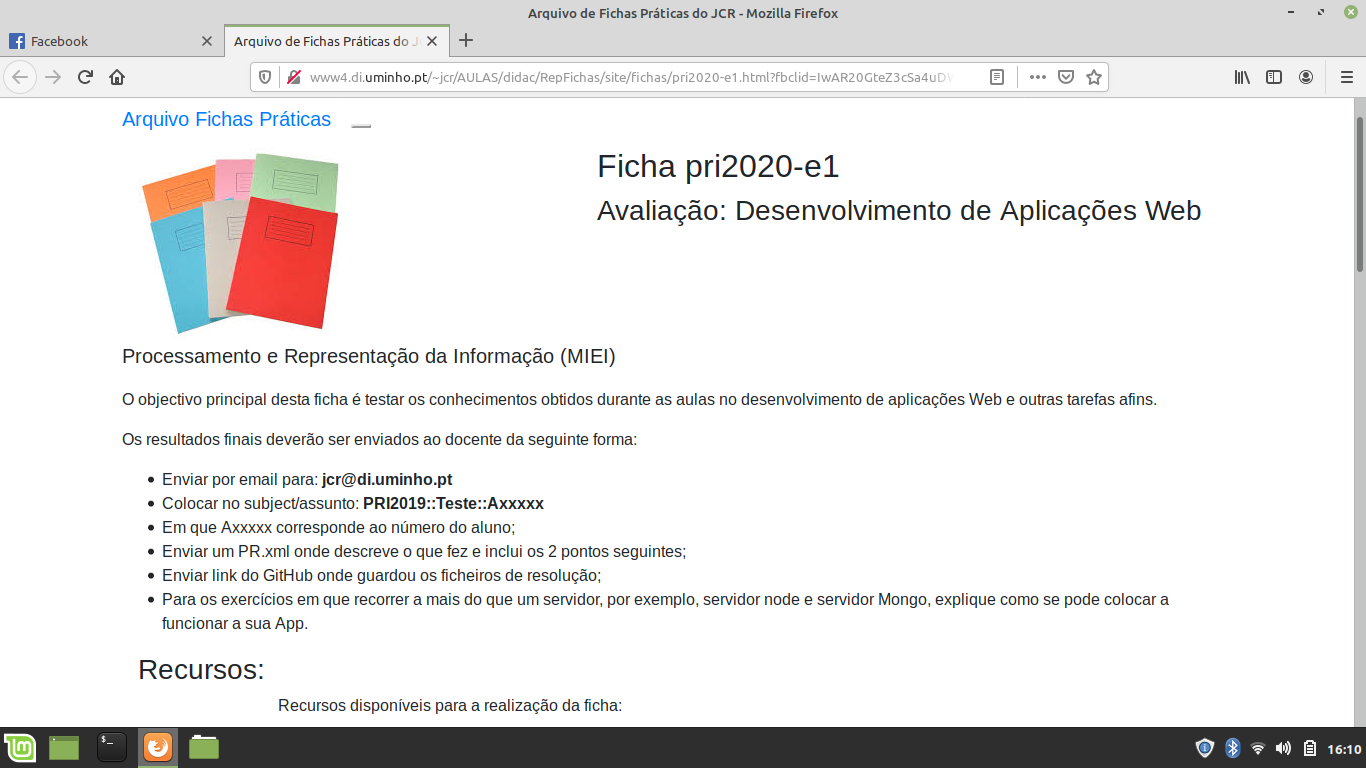 Arquivo de Fichas Práticas do JCR - Mozilla Firefox
Facebook
Arquivo de Fichas Práticas do J
www4.di.uminho.pt/~jcr/AULAS/didac/RepFichas/site/fichas/pri2020-e1.html?fbclid=IwAR20GteZ3cSa4uDV
Arquivo Fichas Práticas
Ficha pri2020-e1
Avaliação: Desenvolvimento de Aplicações Web
Processamento e Representação da Informação (MIEI)
O objectivo principal desta ficha é testar os conhecimentos obtidos durante as aulas no desenvolvimento de aplicações Web e outras tarefas afins.
Os resultados finais deverão ser enviados ao docente da seguinte forma:
• Enviar por email para: jcr@di.uminho.pt
• Colocar no subject/assunto: PRI2019::Teste::Axxxxx
• Em que Axxxxx corresponde ao número do aluno;
• Enviar um PR.xml onde descreve o que fez e inclui os 2 pontos seguintes;
• Enviar link do GitHub onde guardou os ficheiros de resolução;
• Para os exercícios em que recorrer a mais do que um servidor, por exemplo, servidor node e servidor Mongo, explique como se pode colocar a
funcionar a sua App.
Recursos:
Recursos disponíveis para a realização da ficha:
$_
16:10